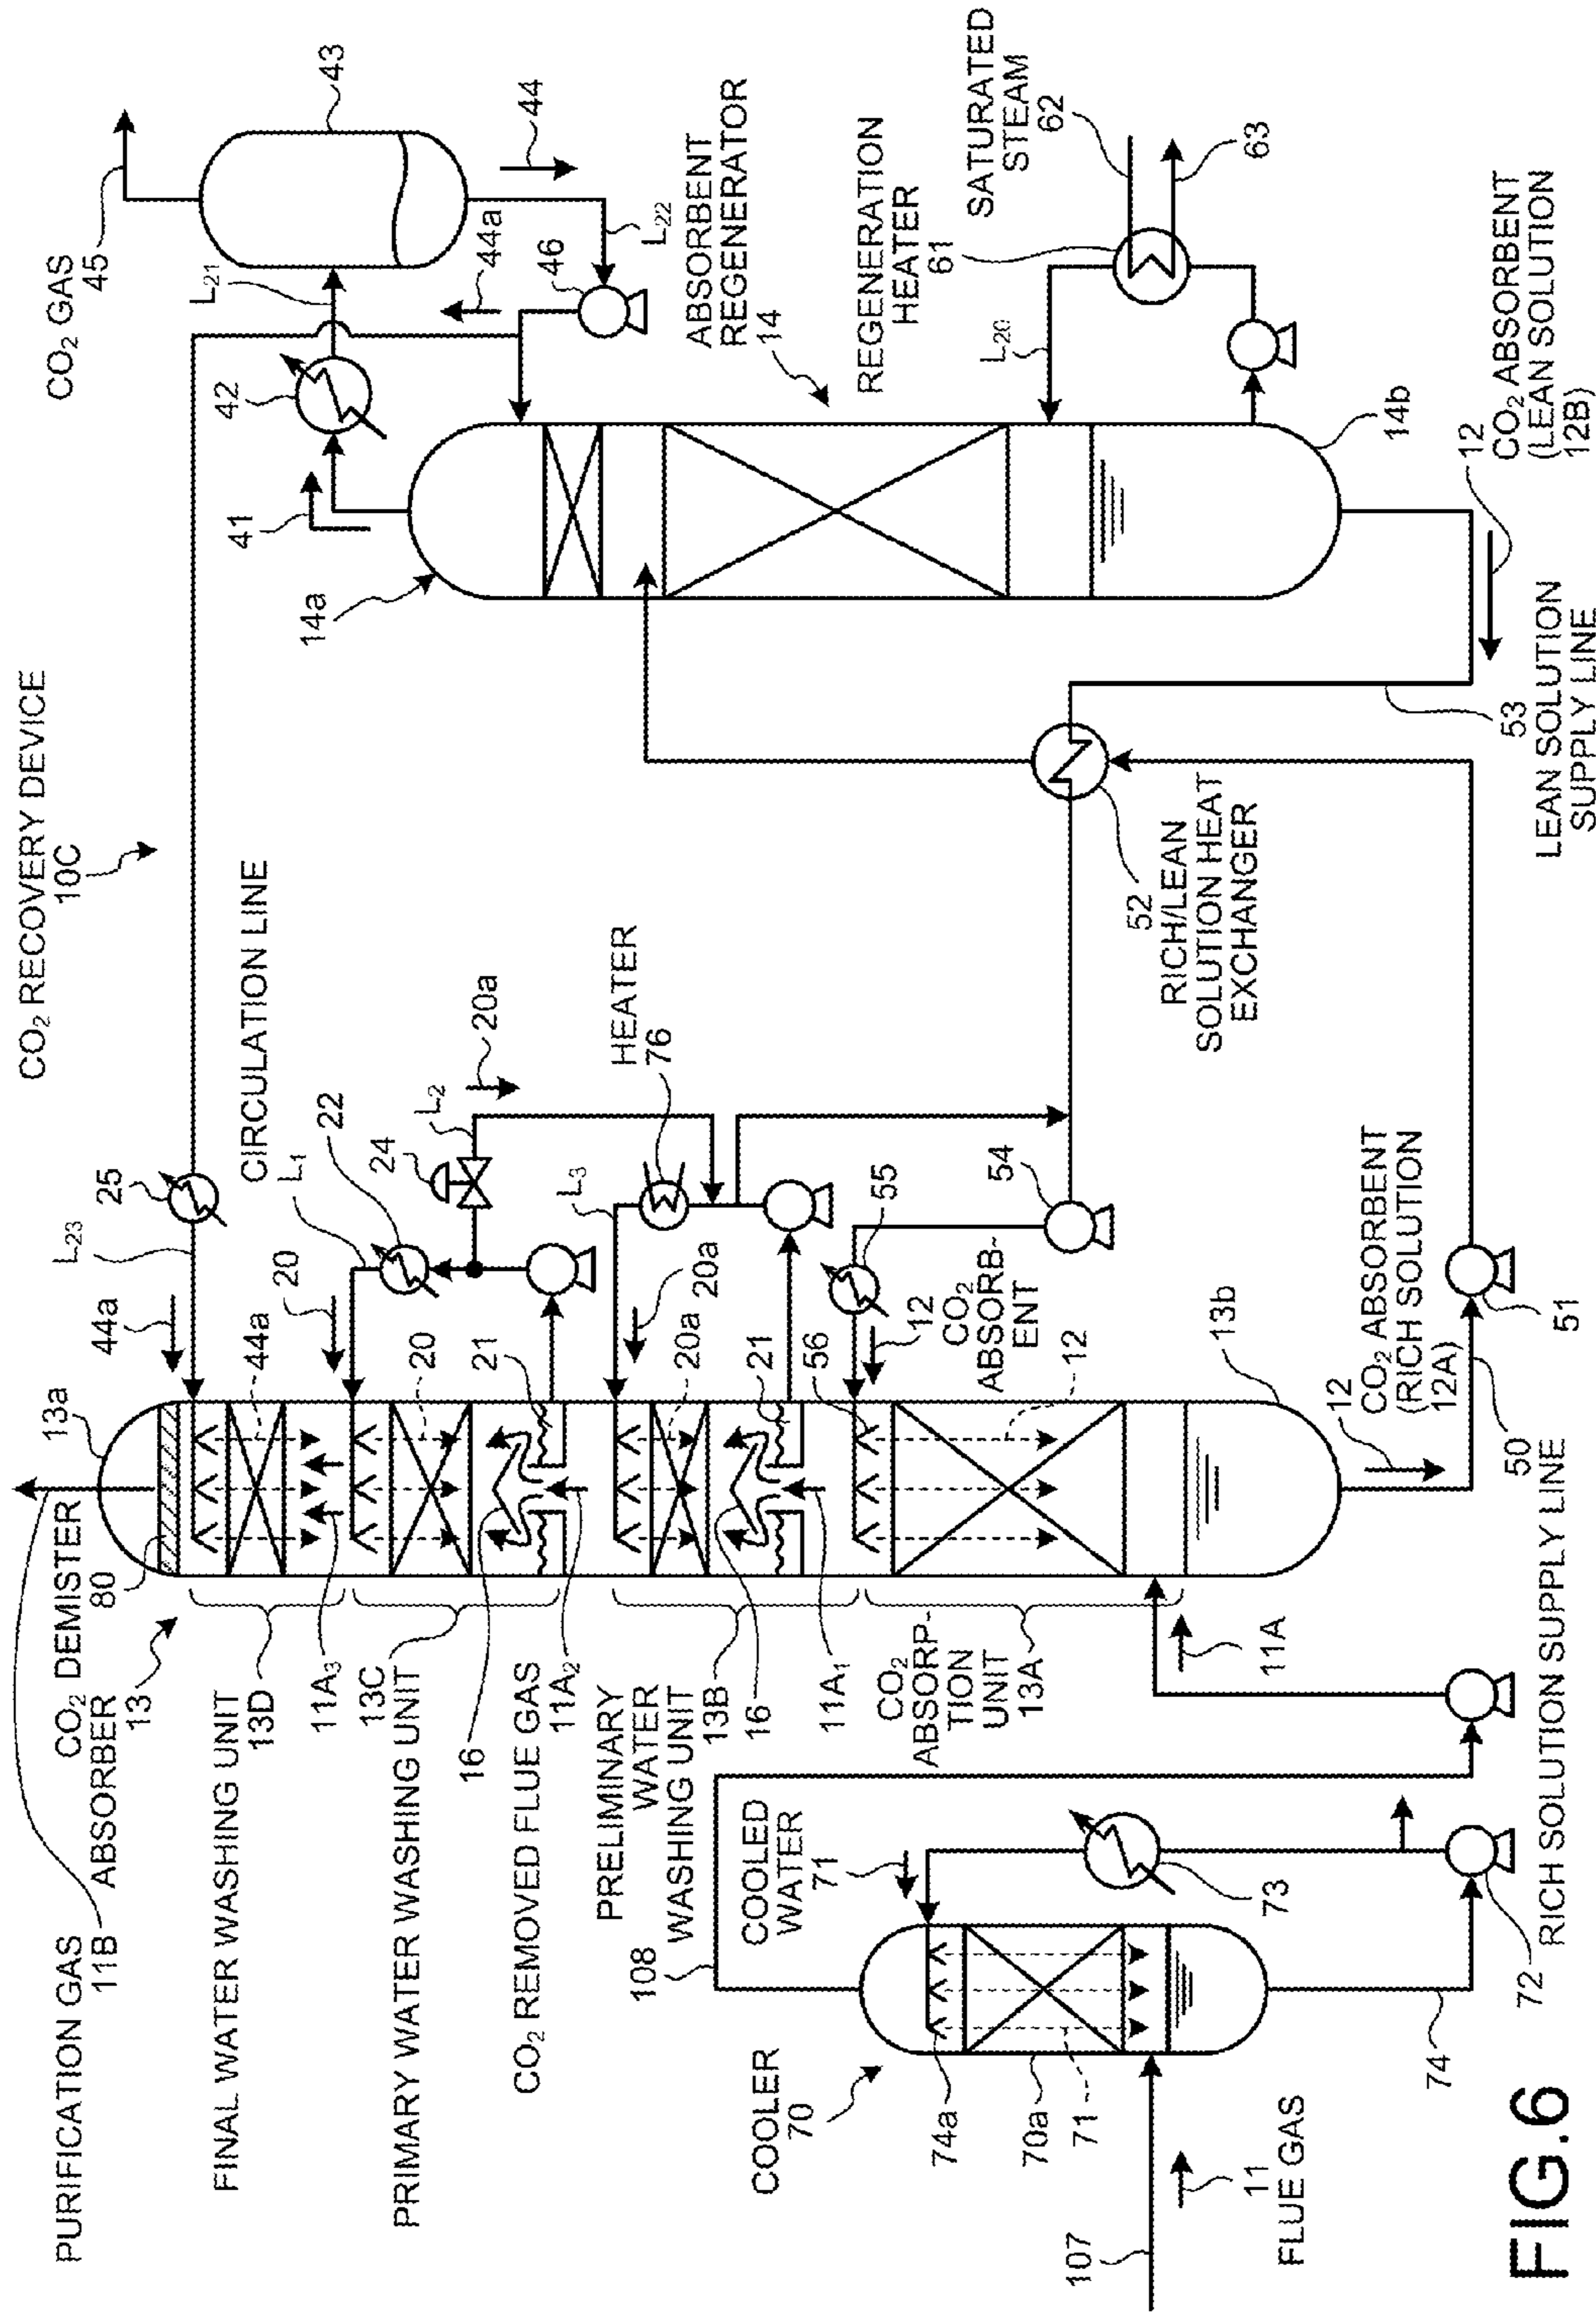 FIG.6
CO₂ RECOVERY DEVICE
10C
PURIFICATION GAS
11B
CO₂
ABSORBER
13
DEMISTER
80
13a
FINAL WATER WASHING UNIT
13D
11A₃
PRIMARY WATER WASHING UNIT
13C
16
CO₂ REMOVED FLUE GAS
11A₂
PRELIMINARY
WATER
WASHING UNIT
13B
16
11A₁
CO₂
ABSORP-
TION
UNIT
13A
11A
44a
L₂₃
25
44a
20
L₁
CIRCULATION LINE
22
20
21
24
L₂
20a
L₃
HEATER
76
20a
20a
21
56
55
12
CO₂
ABSORB-
ENT
54
12
13b
12
CO₂ ABSORBENT
(RICH SOLUTION
12A)
50
51
RICH SOLUTION SUPPLY LINE
52
RICH/LEAN
SOLUTION HEAT
EXCHANGER
53
LEAN SOLUTION
SUPPLY LINE
12
CO₂ ABSORBENT
(LEAN SOLUTION
12B)
14a
14b
ABSORBENT
REGENERATOR
14
41
42
L₂₁
CO₂ GAS
45
43
44
L₂₂
46
44a
REGENERATION
HEATER
61
L₂₀
SATURATED
STEAM
62
63
COOLER
70
COOLED
WATER
71
108
73
74a
70a
71
74
72
107
11
FLUE GAS